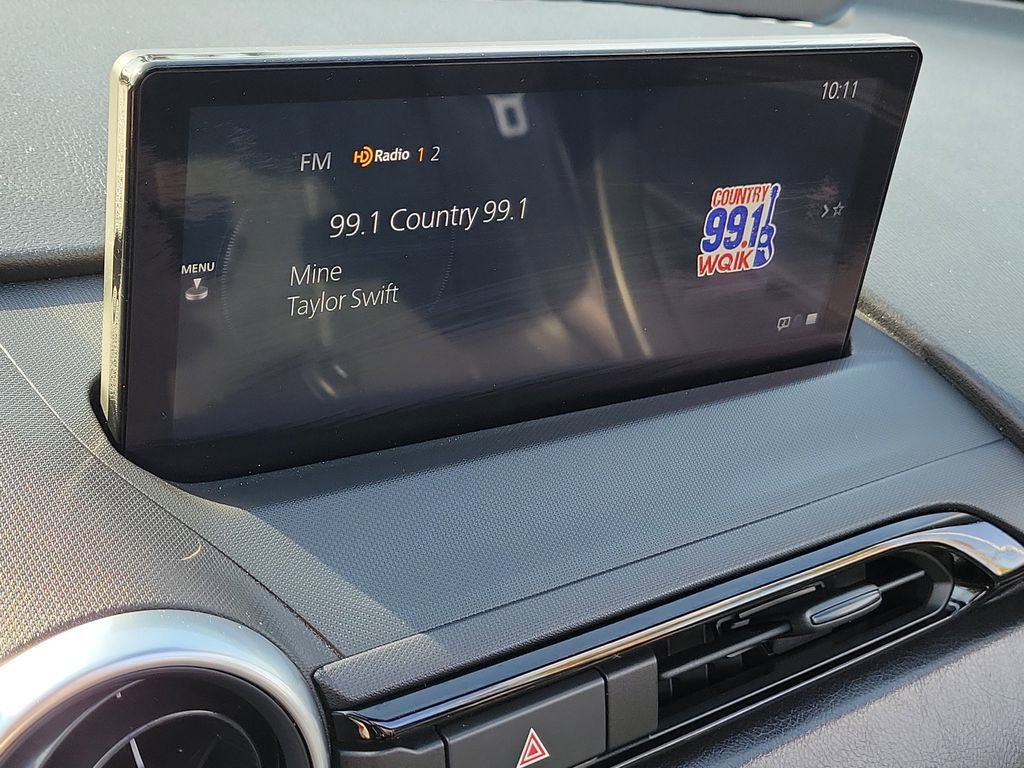 10:11
FM HD Radio 1 2
99.1 Country 99.1
COUNTRY
99.1
WQIK
MENU
Mine
Taylor Swift